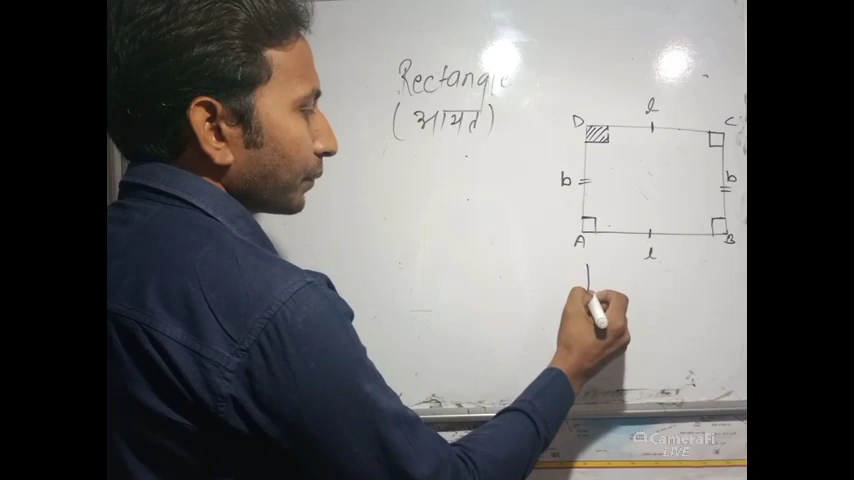 Rectangle
(आयत)
l
D C
b b
A B
l
CameraFi
LIVE